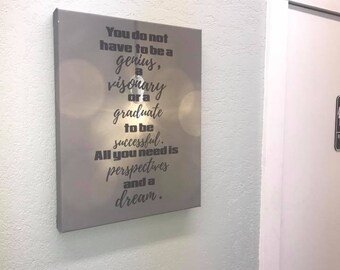 You do not
have to be a
genius,
a
visionary
or a
graduate
to be
successful.
All you need is
perspectives
and a
dream.